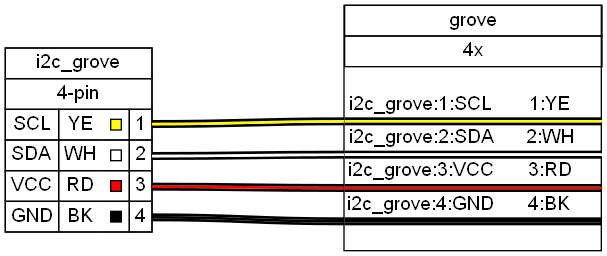 i2c_grove
4-pin
SCL YE 1
SDA WH 2
VCC RD 3
GND BK 4
grove
4x
i2c_grove:1:SCL 1:YE
i2c_grove:2:SDA 2:WH
i2c_grove:3:VCC 3:RD
i2c_grove:4:GND 4:BK